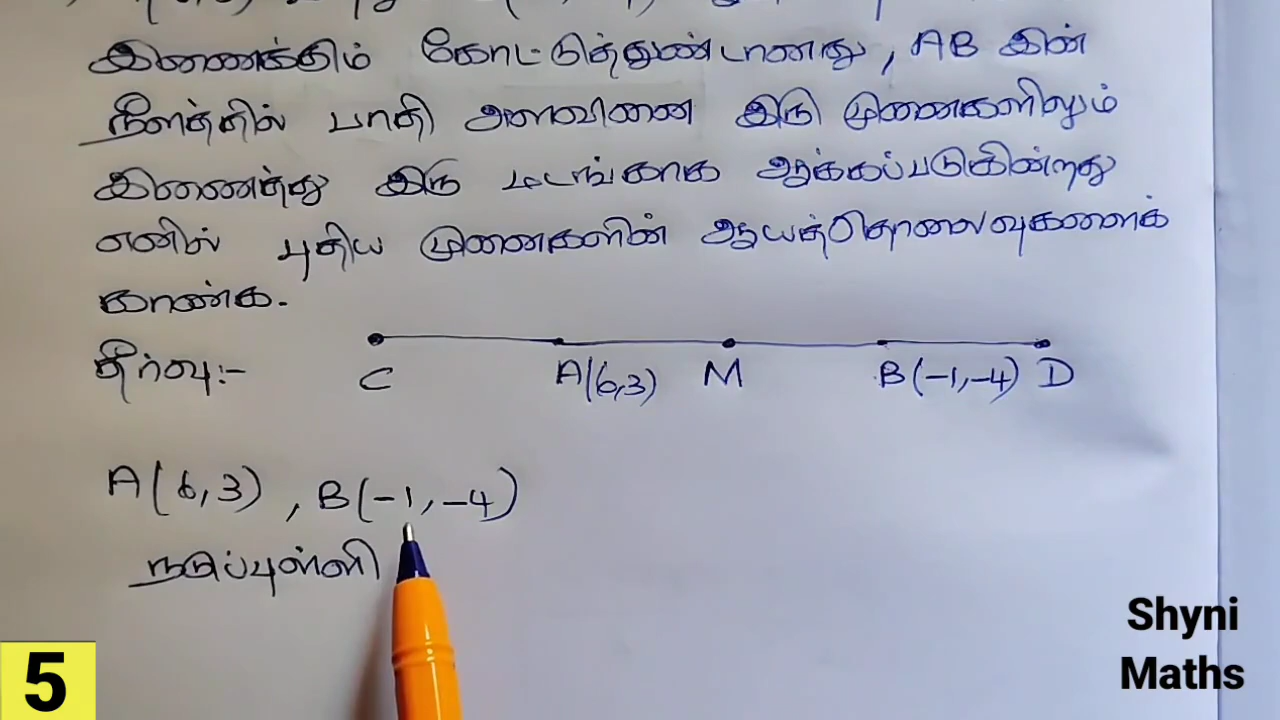 இணைக்கும் கோட்டுத்துண்டானது, AB இன்
நீளத்தில் பாதி அளவினை இரு முனைகளிலும்
இணைத்து இரு மடங்காக ஆக்கப்படுகின்றது
எனில் புதிய முனைகளின் ஆயத்தொலைவுகளைக்
காண்க.
தீர்வு:-
C A(6,3) M B(-1,-4) D
A(6,3) , B(-1,-4)
நடுப்புள்ளி
Shyni
Maths
5